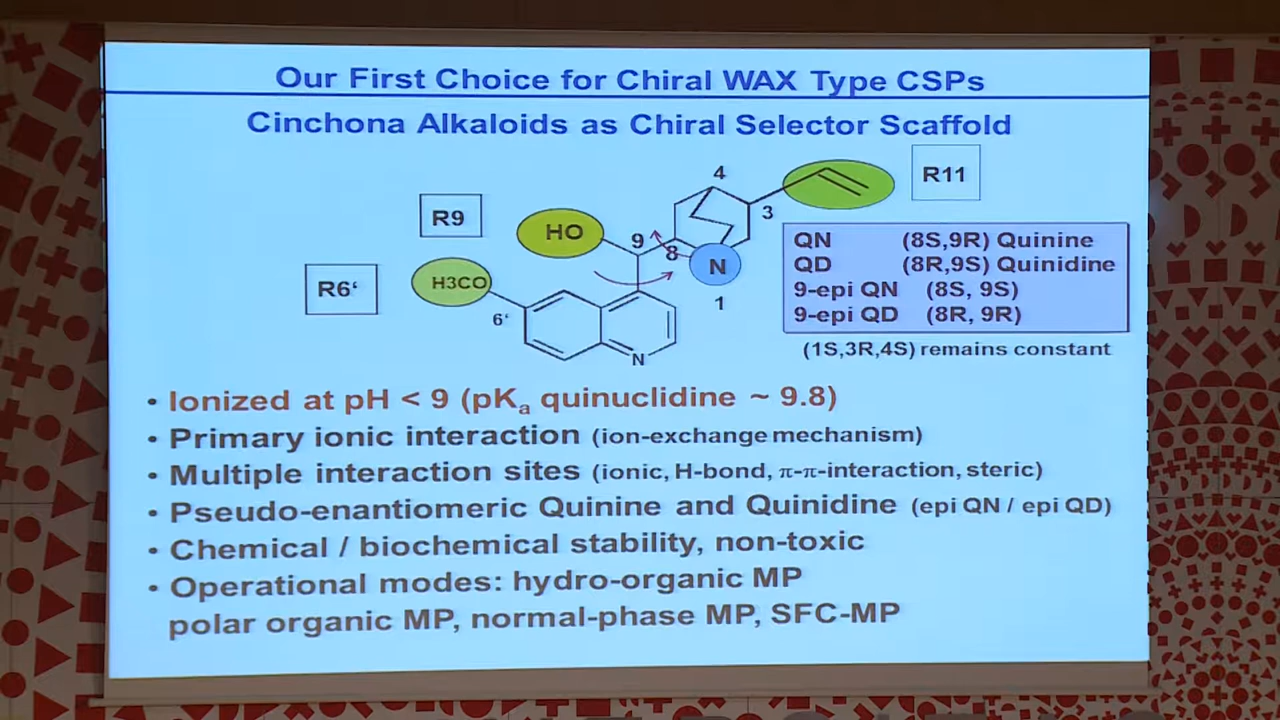 Our First Choice for Chiral WAX Type CSPs
Cinchona Alkaloids as Chiral Selector Scaffold
4
R11
R9
3
HO
9
8
N
1
R6‘
H3CO
6‘
N
QN (8S,9R) Quinine
QD (8R,9S) Quinidine
9-epi QN (8S, 9S)
9-epi QD (8R, 9R)
(1S,3R,4S) remains constant
• Ionized at pH < 9 (pKa quinuclidine ~ 9.8)
• Primary ionic interaction (ion-exchange mechanism)
• Multiple interaction sites (ionic, H-bond, π-π-interaction, steric)
• Pseudo-enantiomeric Quinine and Quinidine (epi QN / epi QD)
• Chemical / biochemical stability, non-toxic
• Operational modes: hydro-organic MP
polar organic MP, normal-phase MP, SFC-MP